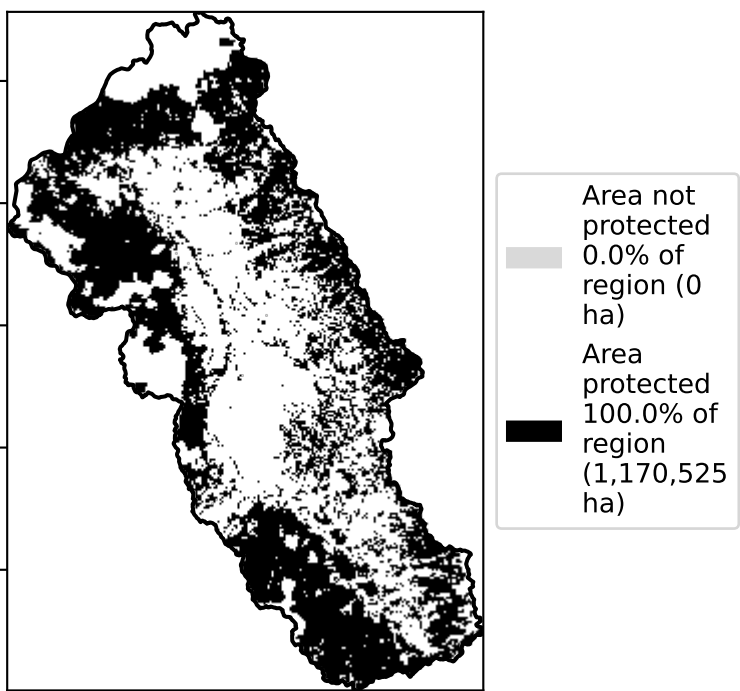 Area not
protected
0.0% of
region (0
ha)
Area
protected
100.0% of
region
(1,170,525
ha)